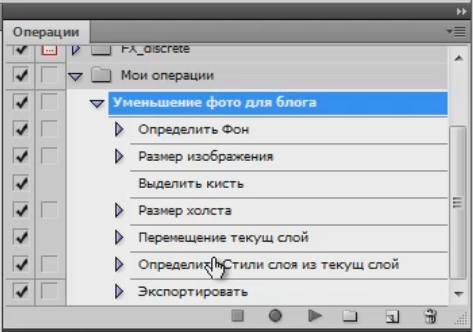 Операции
FX_discrete
Мои операции
Уменьшение фото для блога
Определить Фон
Размер изображения
Выделить кисть
Размер холста
Перемещение текущ слой
Определить Стили слоя из текущ слой
Экспортировать